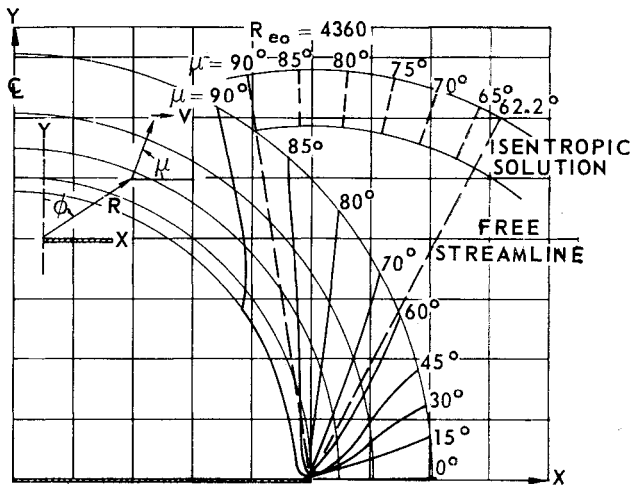 Y
R eo = 4360
μ = 90° 85° 80° 75° 70° 65° 62.2°
℄
μ = 90°
V
ISENTROPIC
SOLUTION
Y
μ
85°
80°
φ
R
X
FREE
STREAMLINE
70°
60°
45°
30°
15°
0°
X